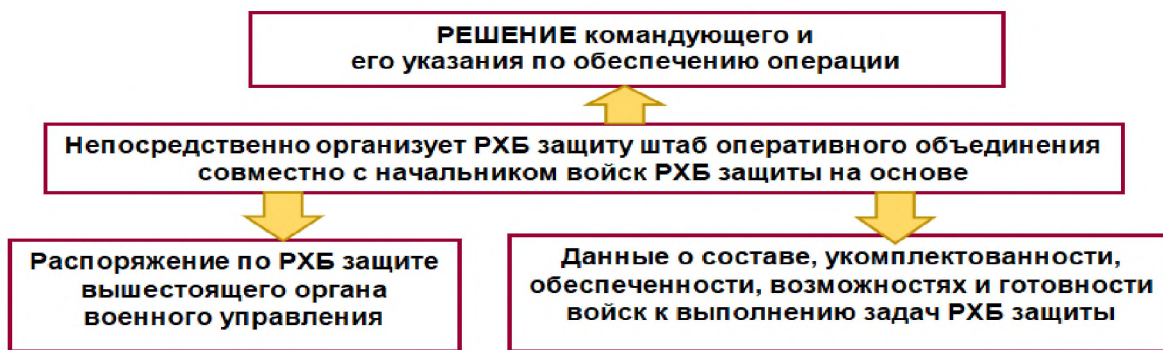 РЕШЕНИЕ командующего и
его указания по обеспечению операции
Непосредственно организует РХБ защиту штаб оперативного объединения
совместно с начальником войск РХБ защиты на основе
Распоряжение по РХБ защите
вышестоящего органа
военного управления
Данные о составе, укомплектованности,
обеспеченности, возможностях и готовности
войск к выполнению задач РХБ защиты